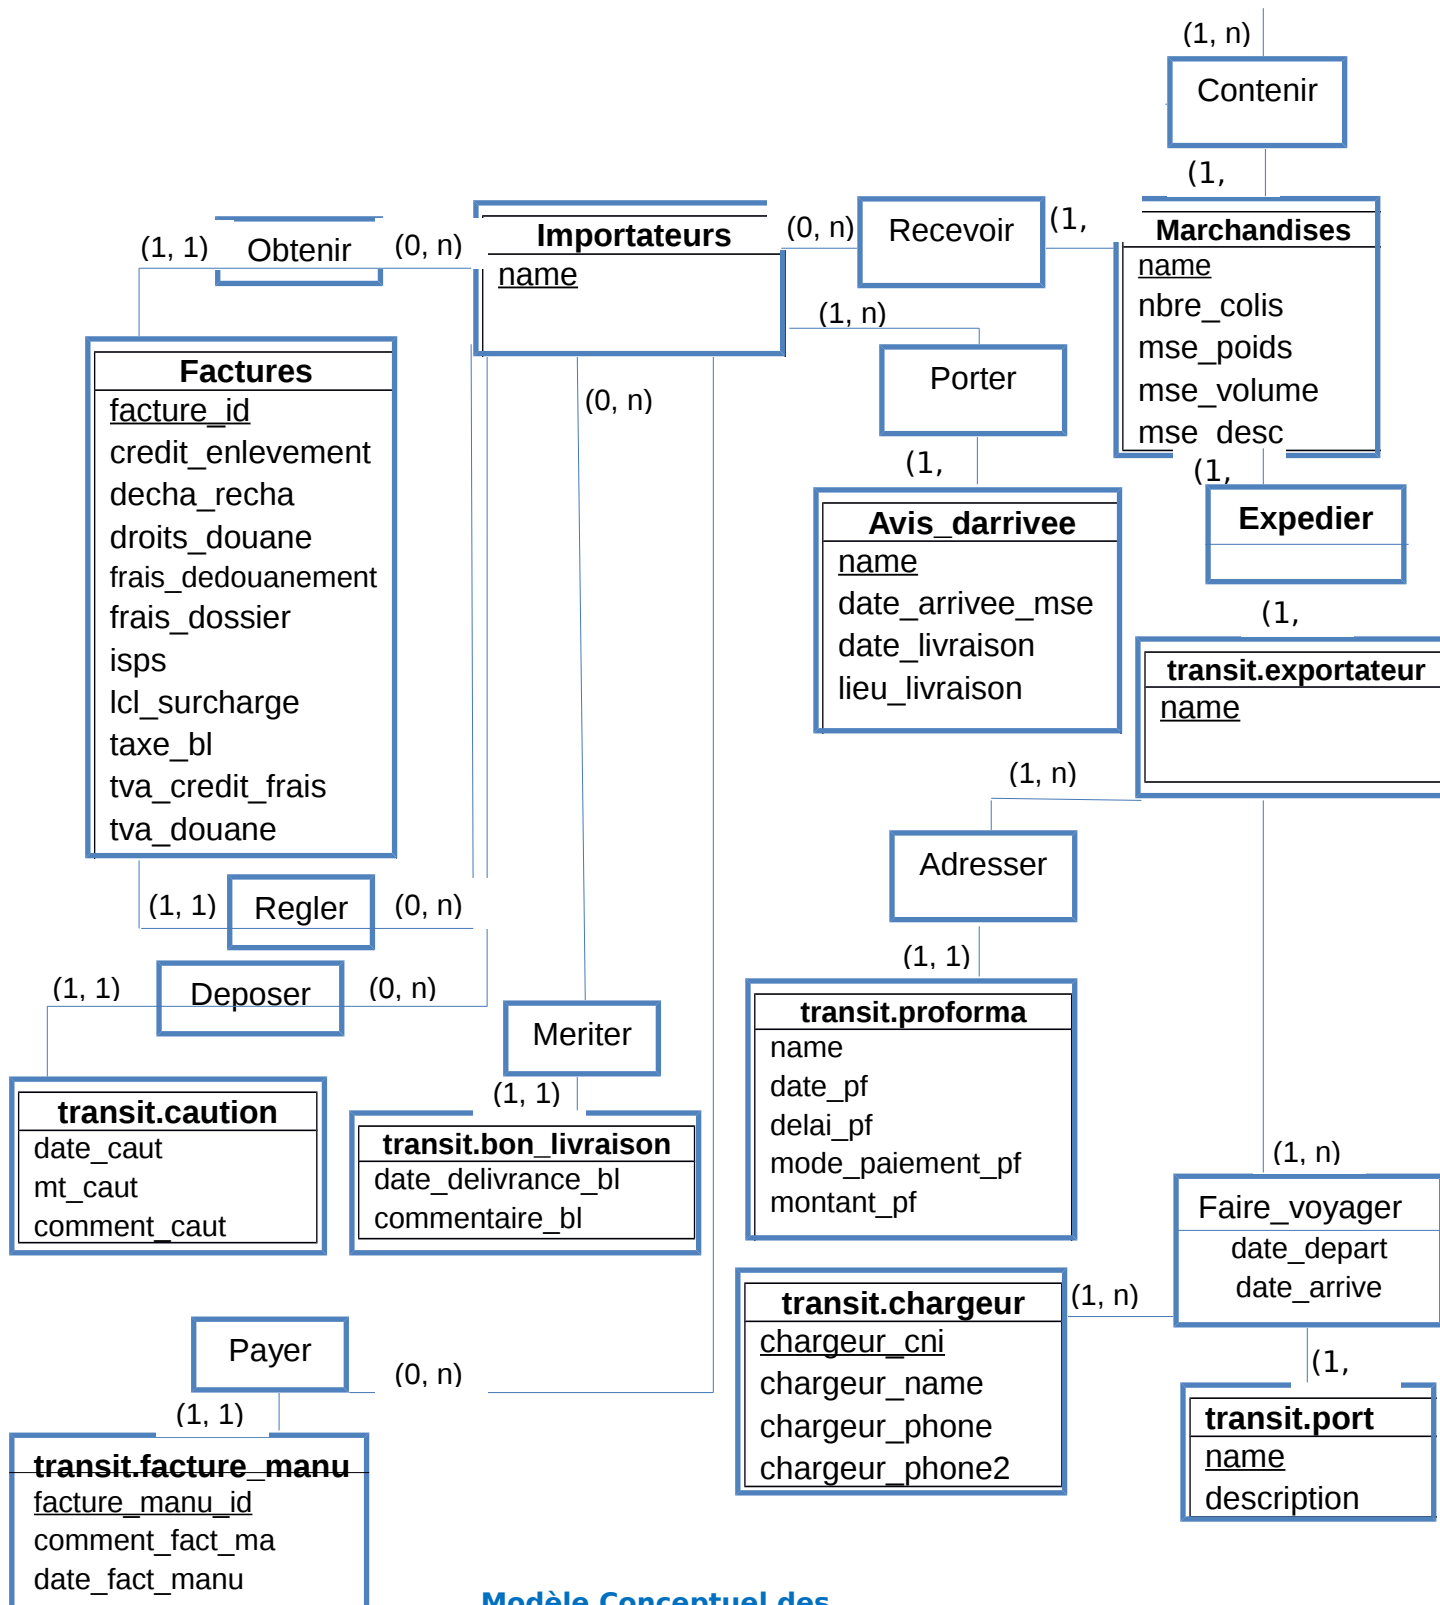 (1, n)
Contenir
(1,
(1, 1)
Obtenir
(0, n)
Importateurs
name
(0, n)
Recevoir
(1,
Marchandises
name
nbre_colis
mse_poids
mse_volume
mse_desc
(1, n)
Porter
(0, n)
(1,
(1,
Factures
facture_id
credit_enlevement
decha_recha
droits_douane
frais_dedouanement
frais_dossier
isps
lcl_surcharge
taxe_bl
tva_credit_frais
tva_douane
Avis_darrivee
name
date_arrivee_mse
date_livraison
lieu_livraison
Expedier
(1,
transit.exportateur
name
(1, n)
Adresser
(1, 1)
(1, 1)
Regler
(0, n)
(1, 1)
Deposer
(0, n)
Meriter
(1, 1)
transit.proforma
name
date_pf
delai_pf
mode_paiement_pf
montant_pf
transit.caution
date_caut
mt_caut
comment_caut
transit.bon_livraison
date_delivrance_bl
commentaire_bl
(1, n)
Faire_voyager
date_depart
date_arrive
transit.chargeur
chargeur_cni
chargeur_name
chargeur_phone
chargeur_phone2
(1, n)
(1,
transit.port
name
description
Payer
(0, n)
(1, 1)
transit.facture_manu
facture_manu_id
comment_fact_ma
date_fact_manu
Modèle Conceptuel des